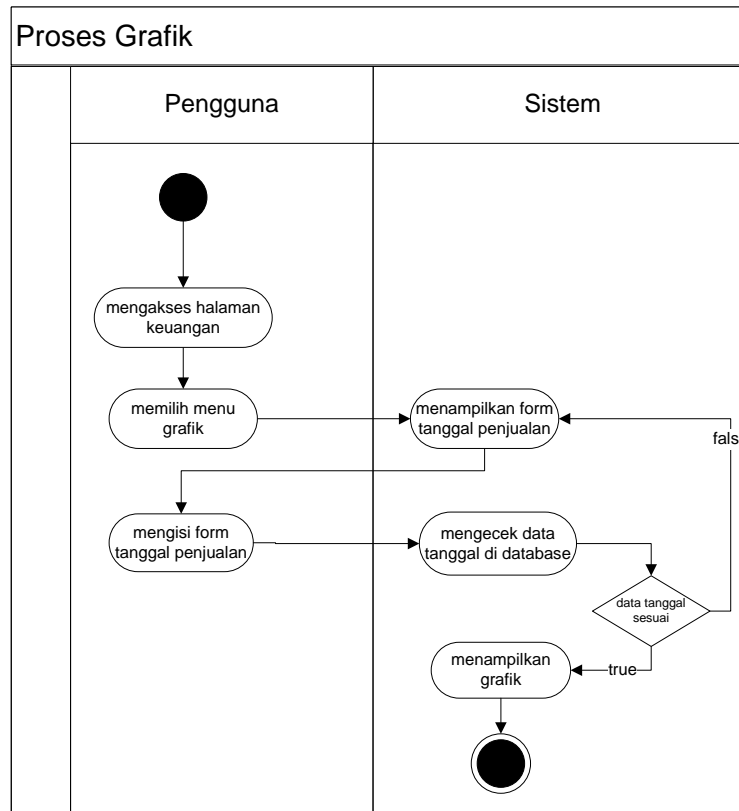 Proses Grafik
Pengguna
Sistem
mengakses halaman
keuangan
memilih menu
grafik
menampilkan form
tanggal penjualan
fals
mengisi form
tanggal penjualan
mengecek data
tanggal di database
data tanggal
sesuai
true
menampilkan
grafik